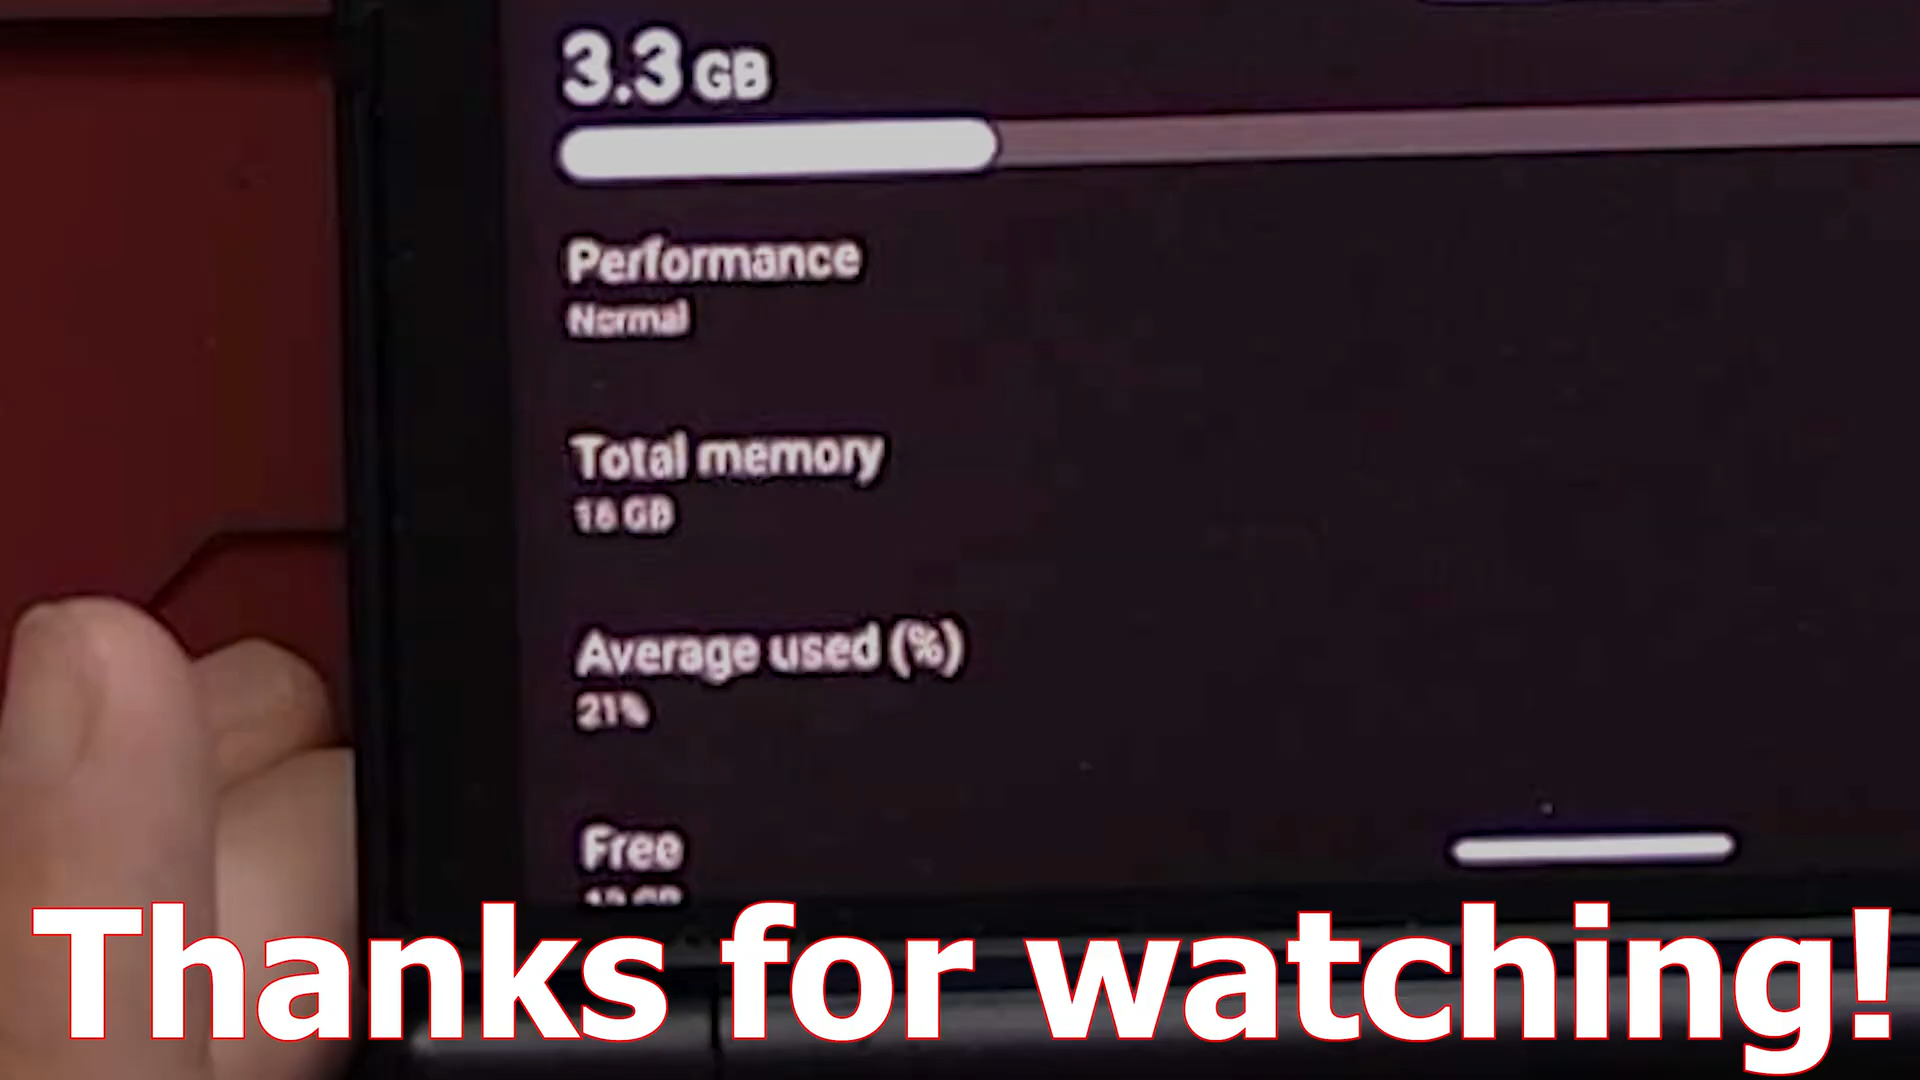 3.3 GB
Performance
Normal
Total memory
16 GB
Average used (%)
21%
Free
Thanks for watching!